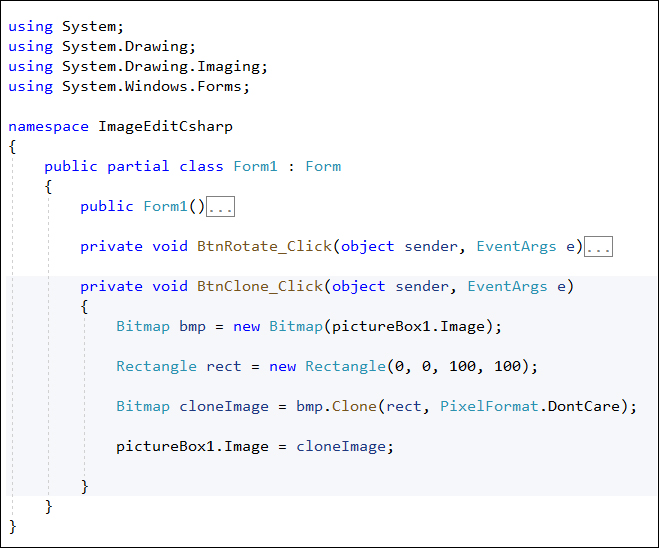 using System;
using System.Drawing;
using System.Drawing.Imaging;
using System.Windows.Forms;

namespace ImageEditCsharp
{
    public partial class Form1 : Form
    {
        public Form1()...

        private void BtnRotate_Click(object sender, EventArgs e)...

        private void BtnClone_Click(object sender, EventArgs e)
        {
            Bitmap bmp = new Bitmap(pictureBox1.Image);

            Rectangle rect = new Rectangle(0, 0, 100, 100);

            Bitmap cloneImage = bmp.Clone(rect, PixelFormat.DontCare);

            pictureBox1.Image = cloneImage;

        }
    }
}